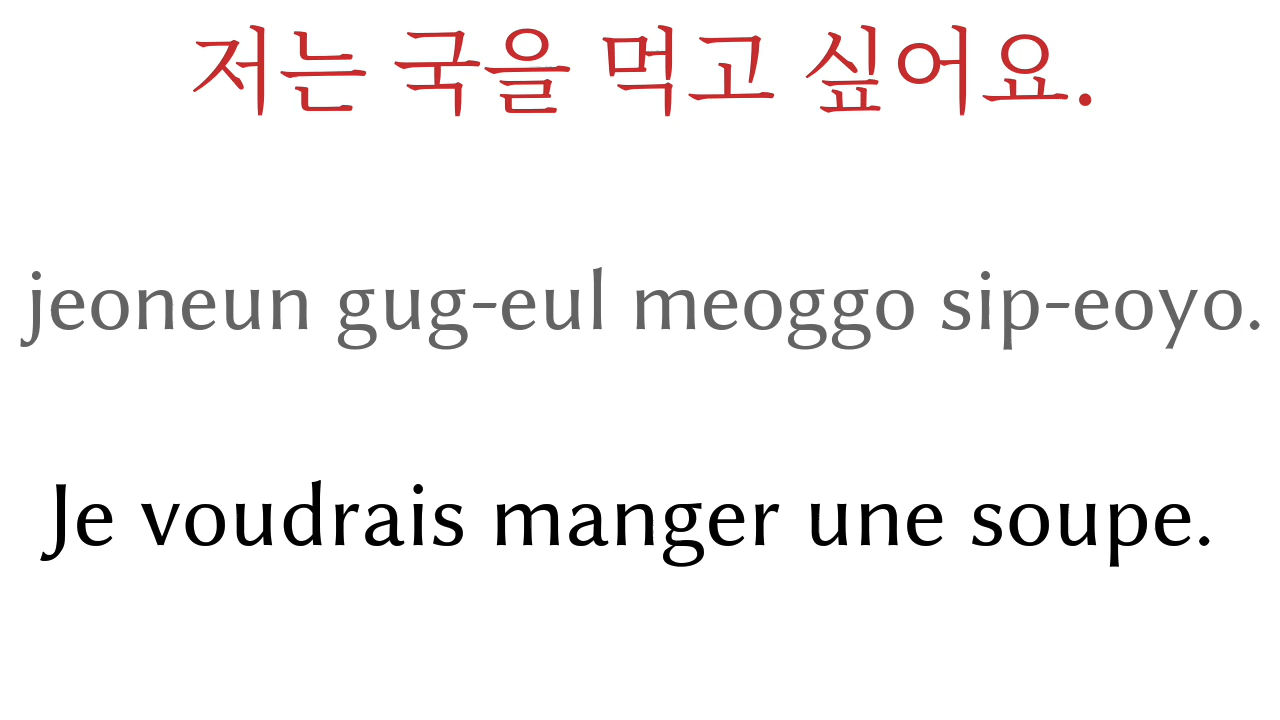 저는 국을 먹고 싶어요.
jeoneun gug-eul meoggo sip-eoyo.
Je voudrais manger une soupe.